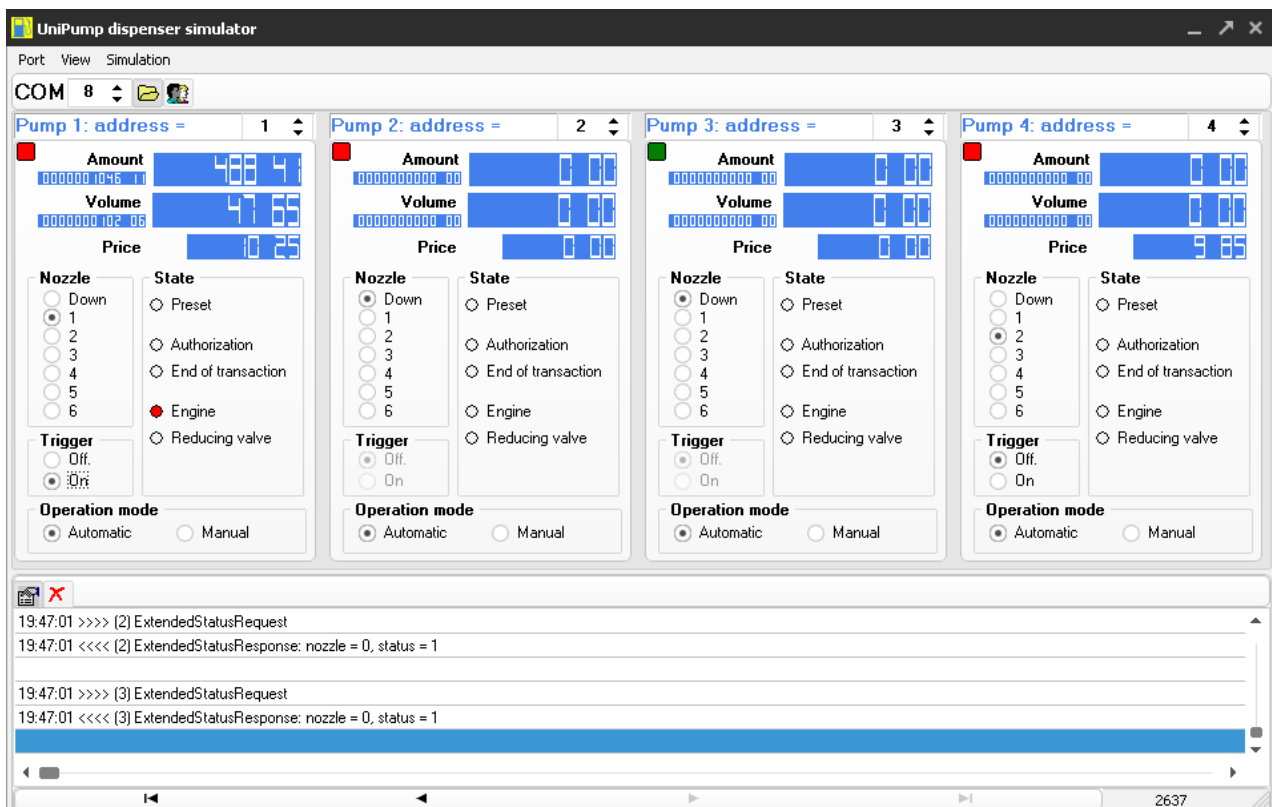 UniPump dispenser simulator
Port View Simulation
COM 8
Pump 1: address = 1
Amount 488 41
0000001046 11
Volume 47 65
0000000102 06
Price 10 25
Nozzle
Down
1
2
3
4
5
6
State
Preset
Authorization
End of transaction
Engine
Reducing valve
Trigger
Off.
On
Operation mode
Automatic Manual
Pump 2: address = 2
Amount 0 00
0000000000 00
Volume 0 00
0000000000 00
Price 0 00
Nozzle
Down
1
2
3
4
5
6
State
Preset
Authorization
End of transaction
Engine
Reducing valve
Trigger
Off.
On
Operation mode
Automatic Manual
Pump 3: address = 3
Amount 0 00
0000000000 00
Volume 0 00
0000000000 00
Price 0 00
Nozzle
Down
1
2
3
4
5
6
State
Preset
Authorization
End of transaction
Engine
Reducing valve
Trigger
Off.
On
Operation mode
Automatic Manual
Pump 4: address = 4
Amount 0 00
0000000000 00
Volume 0 00
0000000000 00
Price 9 85
Nozzle
Down
1
2
3
4
5
6
State
Preset
Authorization
End of transaction
Engine
Reducing valve
Trigger
Off.
On
Operation mode
Automatic Manual
19:47:01 >>>> (2) ExtendedStatusRequest
19:47:01 <<<< (2) ExtendedStatusResponse: nozzle = 0, status = 1
19:47:01 >>>> (3) ExtendedStatusRequest
19:47:01 <<<< (3) ExtendedStatusResponse: nozzle = 0, status = 1
2637